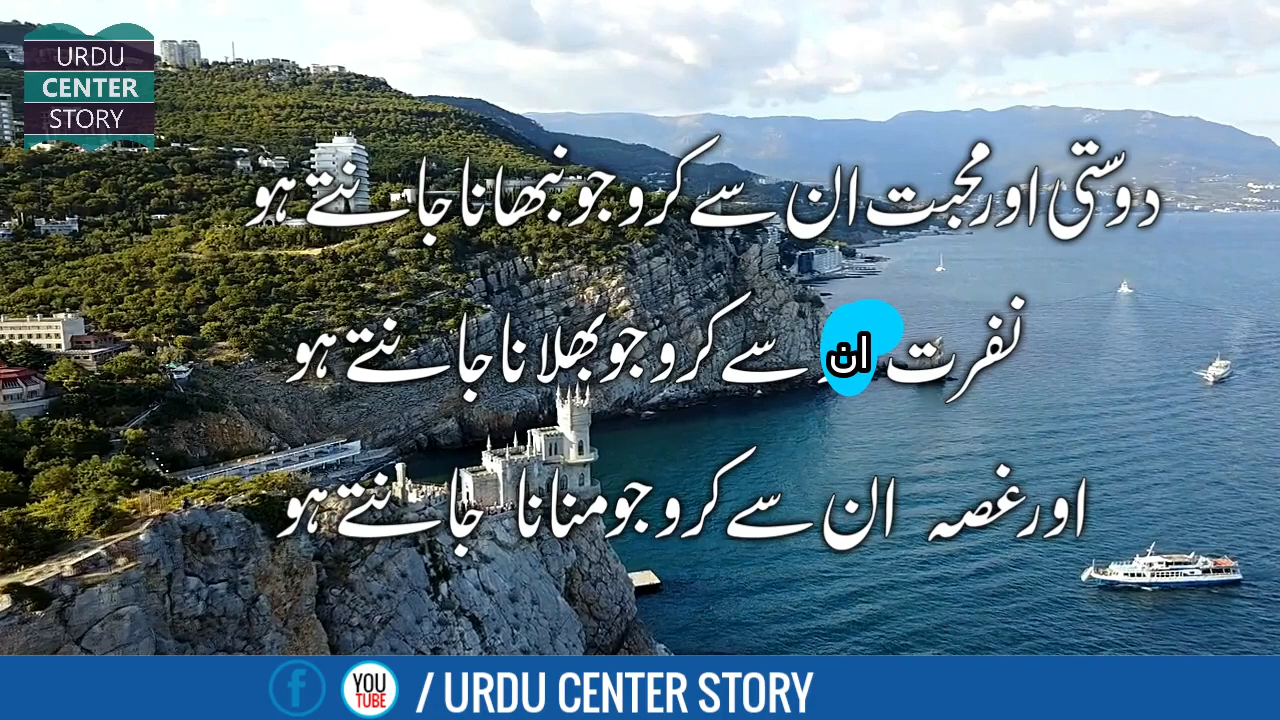 URDU
CENTER
STORY
دوستی اور محبت ان سے کرو جو نبھانا جانتے ہو
نفرت ان سے کرو جو بھلانا جانتے ہو
اور غصہ ان سے کرو جو منانا جانتے ہو
f YOU TUBE / URDU CENTER STORY